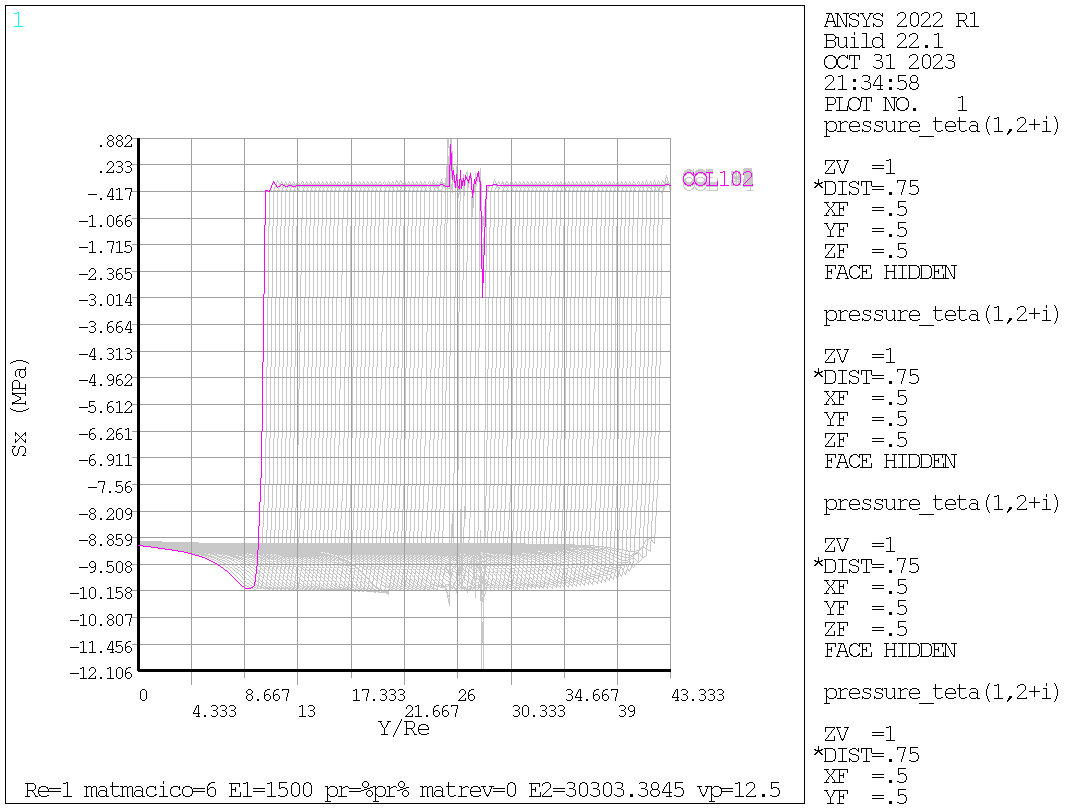 1
ANSYS 2022 R1
Build 22.1
OCT 31 2023
21:34:58
PLOT NO. 1
pressure_teta(1,2+i)
ZV =1
*DIST=.75
XF =.5
YF =.5
ZF =.5
FACE HIDDEN
pressure_teta(1,2+i)
ZV =1
*DIST=.75
XF =.5
YF =.5
ZF =.5
FACE HIDDEN
pressure_teta(1,2+i)
ZV =1
*DIST=.75
XF =.5
YF =.5
ZF =.5
FACE HIDDEN
pressure_teta(1,2+i)
ZV =1
*DIST=.75
XF =.5
YF =.5
.882
.233
-.417
-1.066
-1.715
-2.365
-3.014
-3.664
-4.313
-4.962
-5.612
-6.261
-6.911
-7.56
-8.209
-8.859
-9.508
-10.158
-10.807
-11.456
-12.106
Sx (MPa)
0 8.667 17.333 26 34.667 43.333
4.333 13 21.667 30.333 39
Y/Re
Re=1 matmacico=6 E1=1500 pr=%pr% matrev=0 E2=30303.3845 vp=12.5